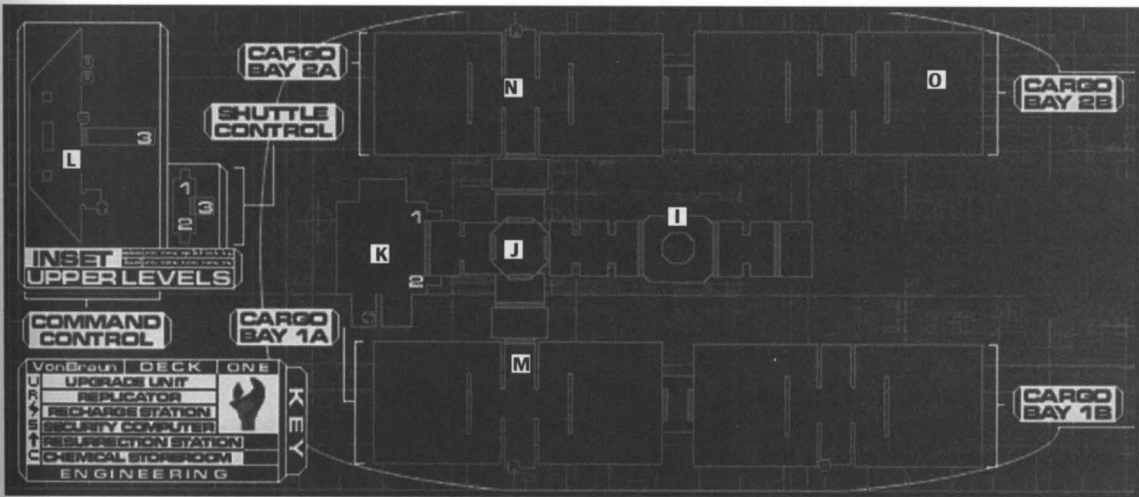 CARGO
BAY 2A
SHUTTLE
CONTROL
L
3
1
3
2
INSET
UPPER LEVELS
COMMAND
CONTROL
CARGO
BAY 1A
N
O
CARGO
BAY 2B
1
K
2
J
I
M
CARGO
BAY 1B
VonBraun DECK ONE
U UPGRADE UNIT
R REPLICATOR
RECHARGE STATION
S SECURITY COMPUTER
RESURRECTION STATION
C CHEMICAL STOREROOM
ENGINEERING
KEY